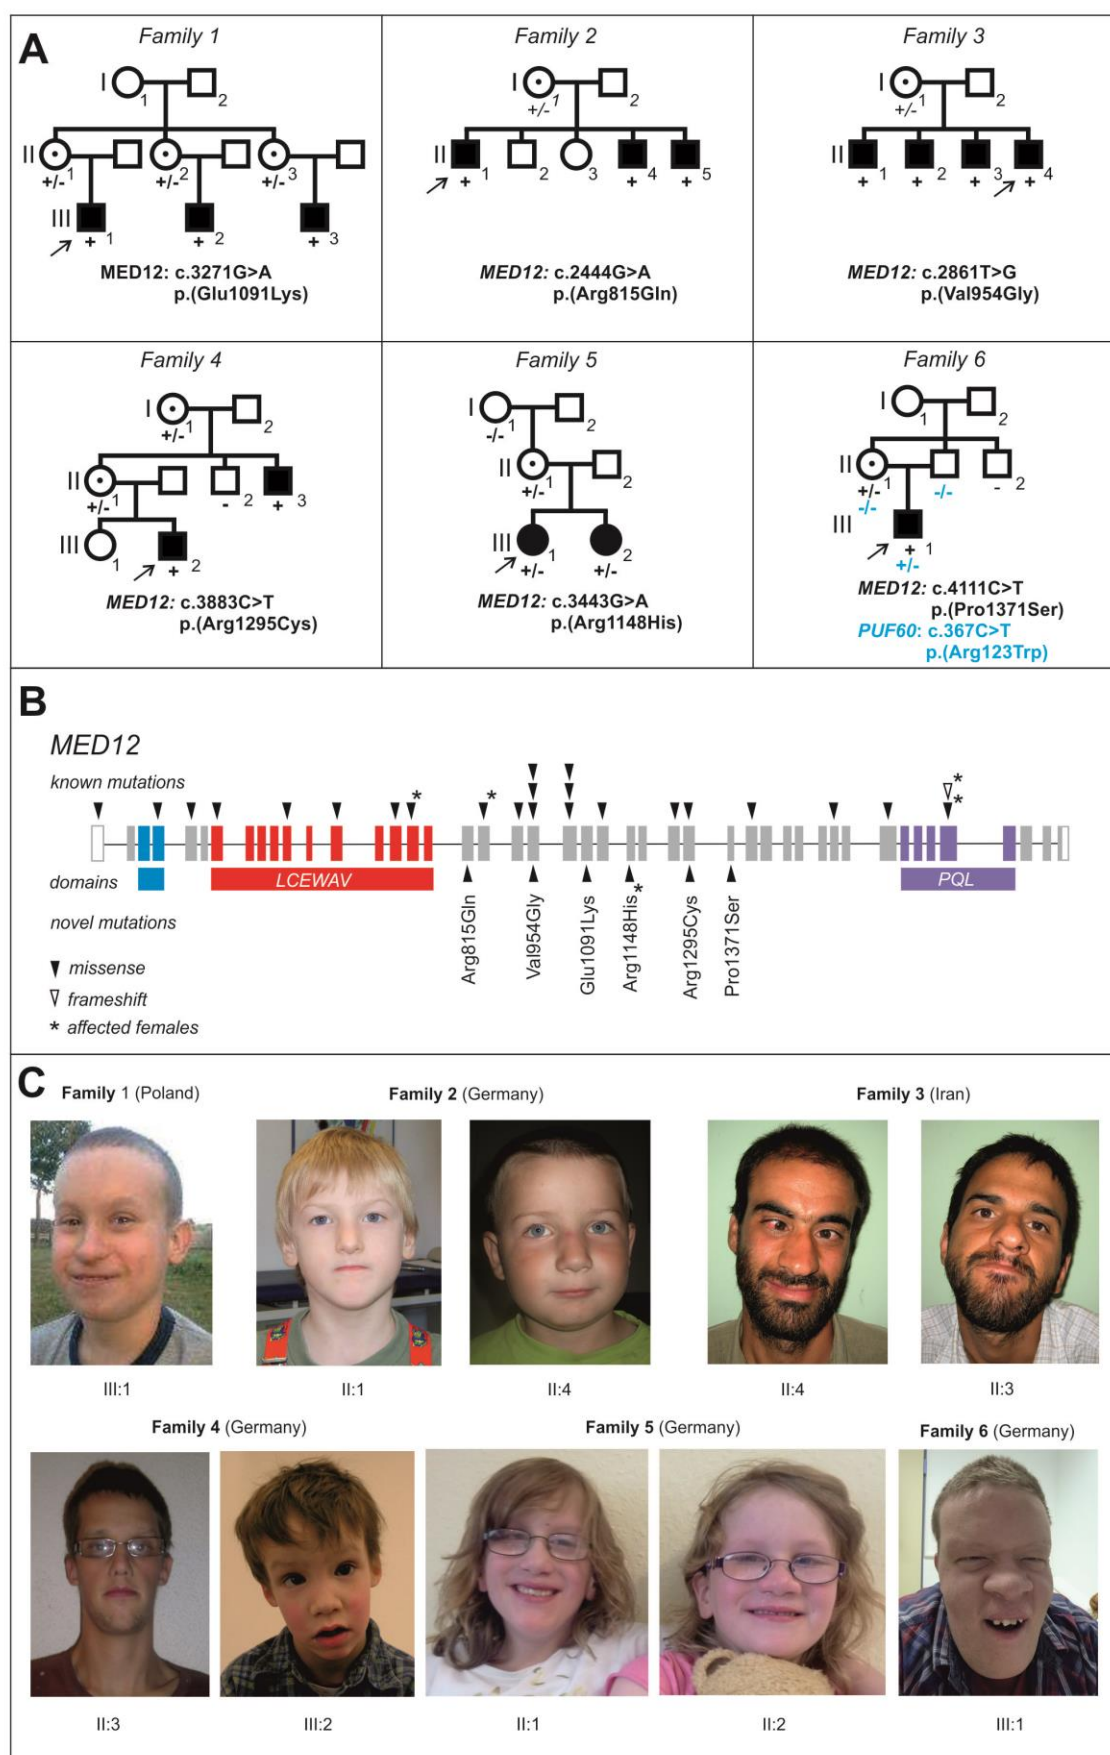 A
Family 1
I
1
2
II
+/-
1
+/-
2
+/-
3
III
+
1
+
2
+
3
MED12: c.3271G>A
p.(Glu1091Lys)
Family 2
I
+/-
1
2
II
+
1
2
3
+
4
+
5
MED12: c.2444G>A
p.(Arg815Gln)
Family 3
I
+/-
1
2
II
+
1
+
2
+
3
+
4
MED12: c.2861T>G
p.(Val954Gly)
Family 4
I
+/-
1
2
II
+/-
1
-
2
+
3
III
1
+
2
MED12: c.3883C>T
p.(Arg1295Cys)
Family 5
I
-/-
1
2
II
+/-
1
2
III
+/-
1
+/-
2
MED12: c.3443G>A
p.(Arg1148His)
Family 6
I
1
2
II
+/-
1
-/-
-/-
-
2
III
+
1
+/-
MED12: c.4111C>T
p.(Pro1371Ser)
PUF60: c.367C>T
p.(Arg123Trp)
B
MED12
known mutations
* * * *
domains
LCEWAV
PQL
novel mutations
Arg815Gln
Val954Gly
Glu1091Lys
Arg1148His*
Arg1295Cys
Pro1371Ser
missense
frameshift
* affected females
C
Family 1 (Poland)
Family 2 (Germany)
Family 3 (Iran)
III:1
II:1
II:4
II:4
II:3
Family 4 (Germany)
Family 5 (Germany)
Family 6 (Germany)
II:3
III:2
II:1
II:2
III:1